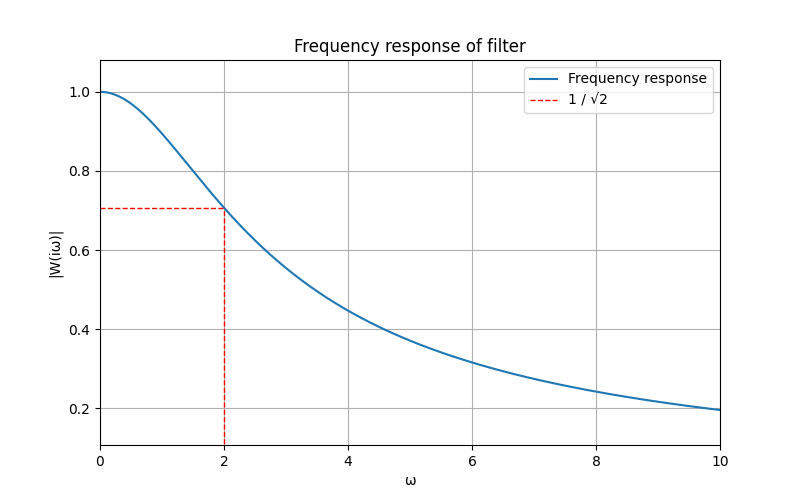 Frequency response of filter
Frequency response
1 / √2
|W(iω)|
1.0
0.8
0.6
0.4
0.2
0 2 4 6 8 10
ω